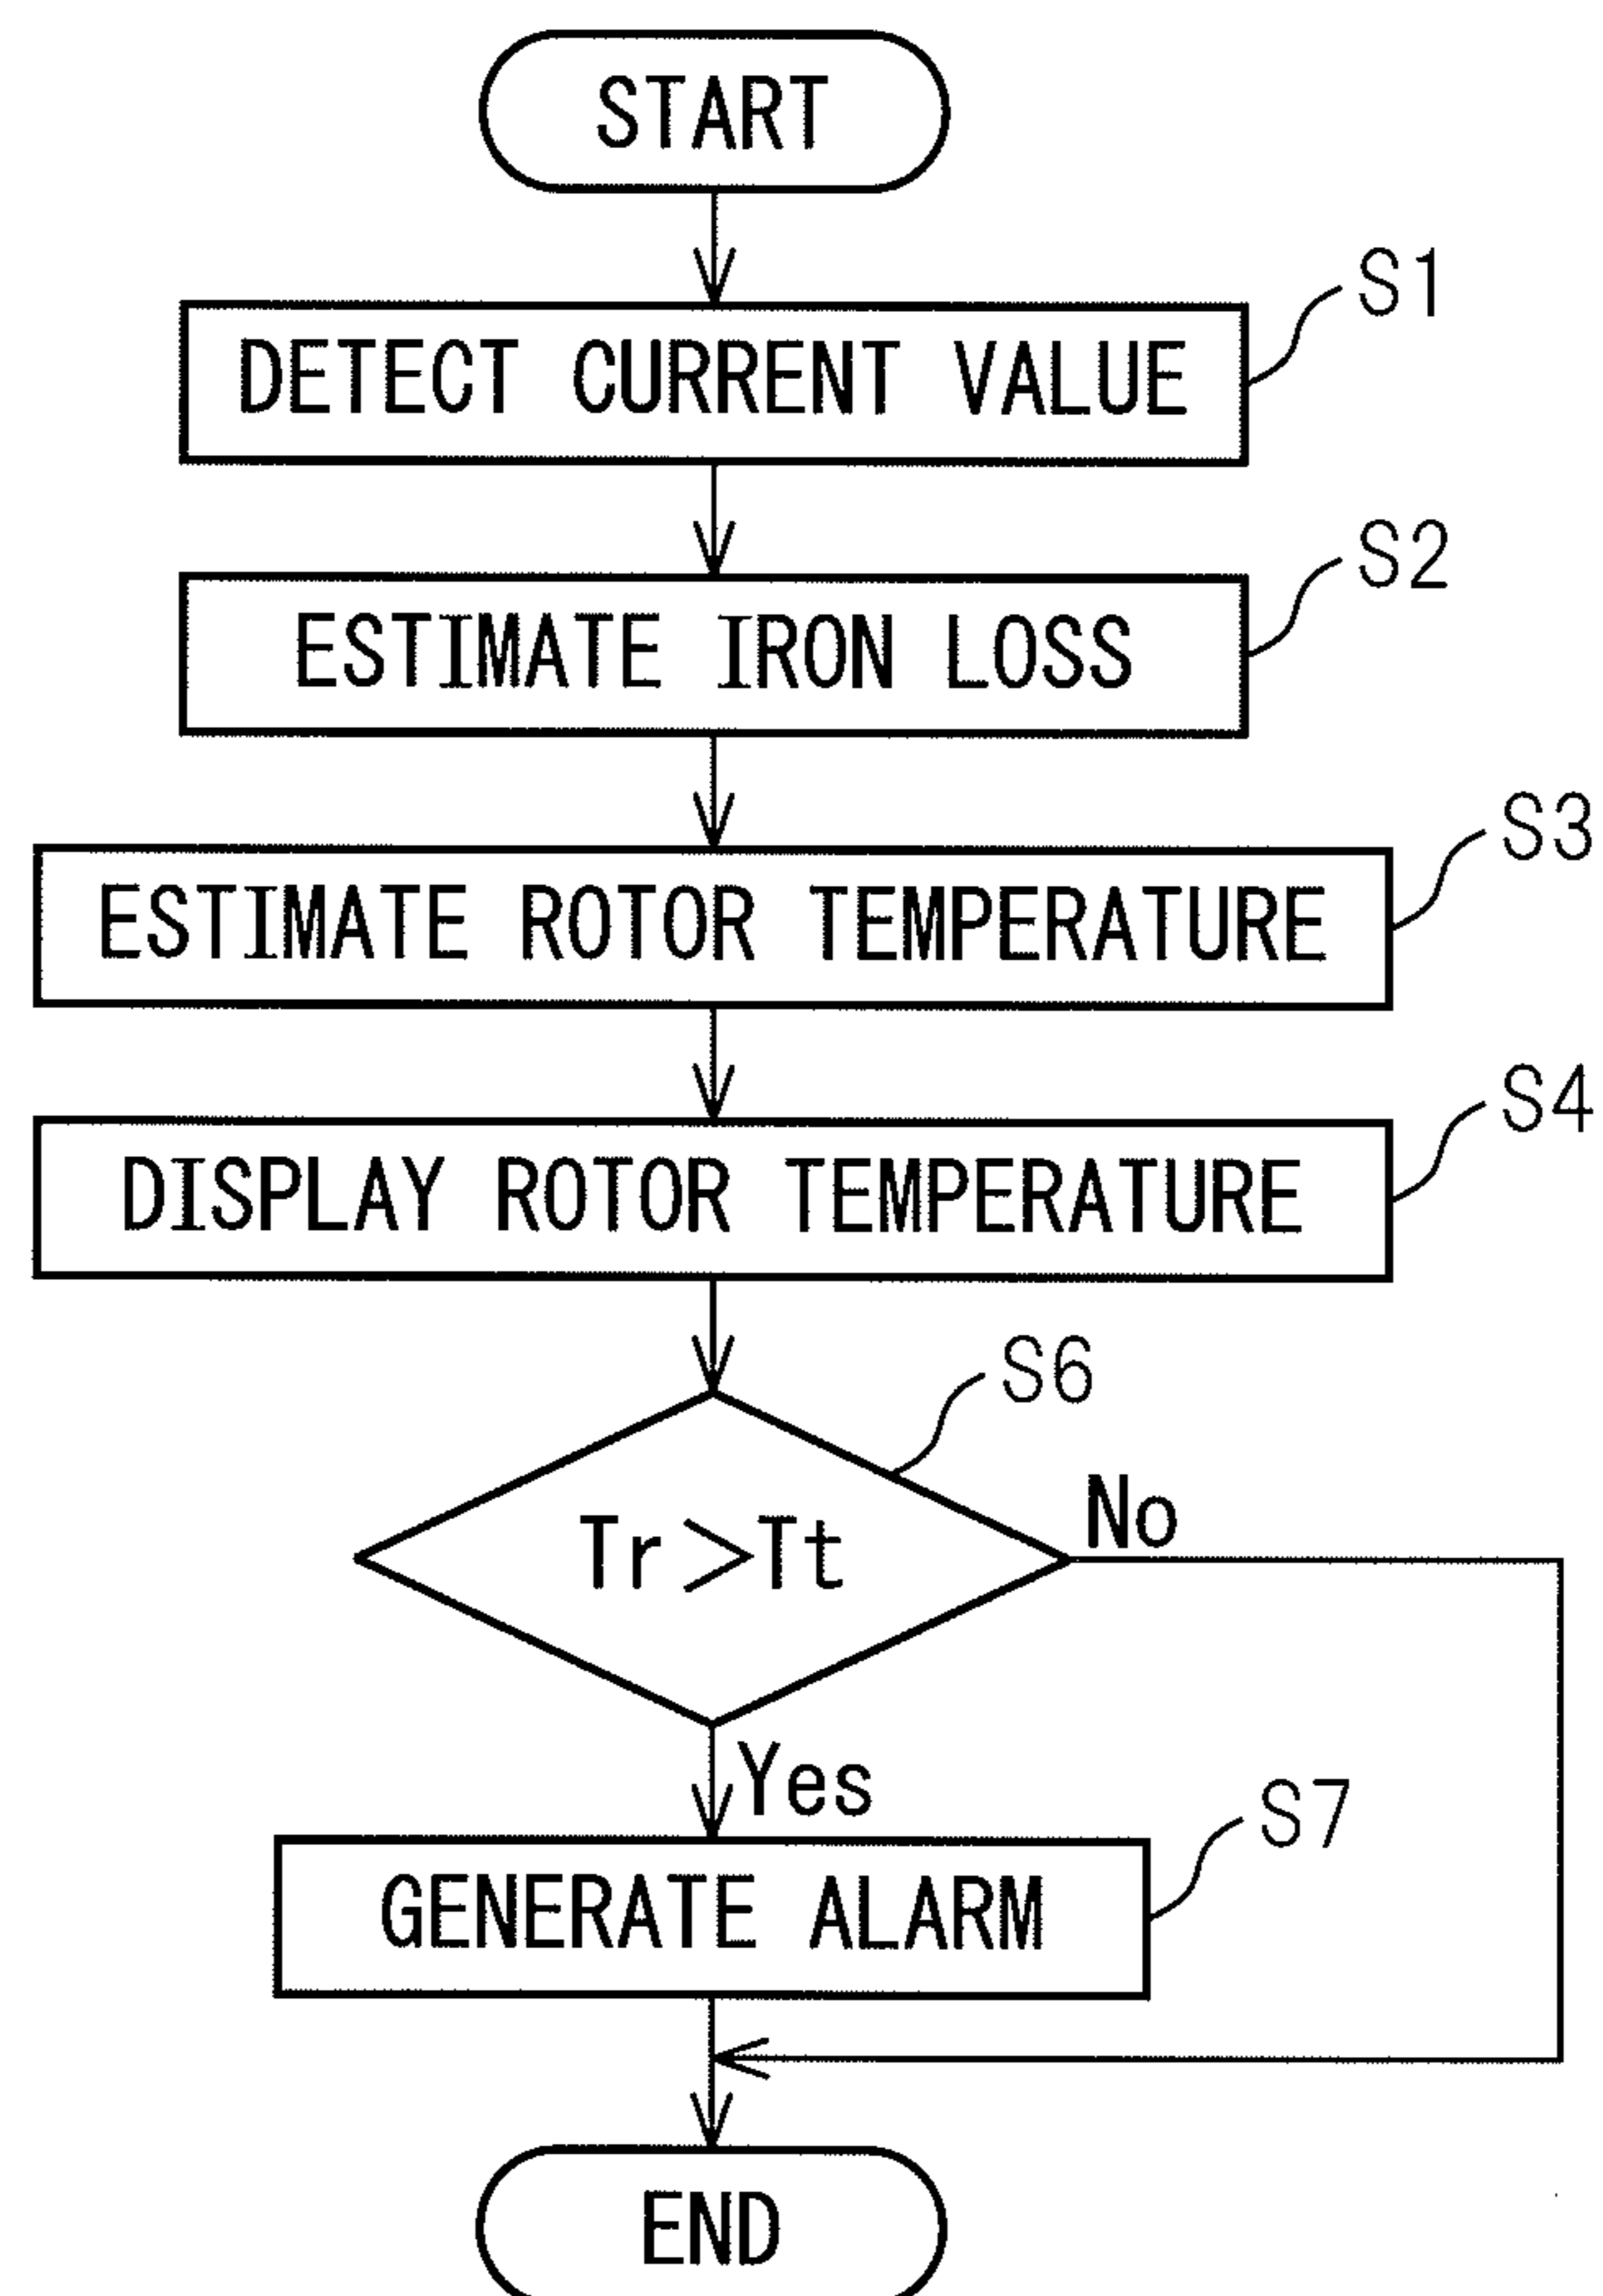 START
S1
DETECT CURRENT VALUE
S2
ESTIMATE IRON LOSS
S3
ESTIMATE ROTOR TEMPERATURE
S4
DISPLAY ROTOR TEMPERATURE
S6
Tr>Tt
No
Yes
S7
GENERATE ALARM
END